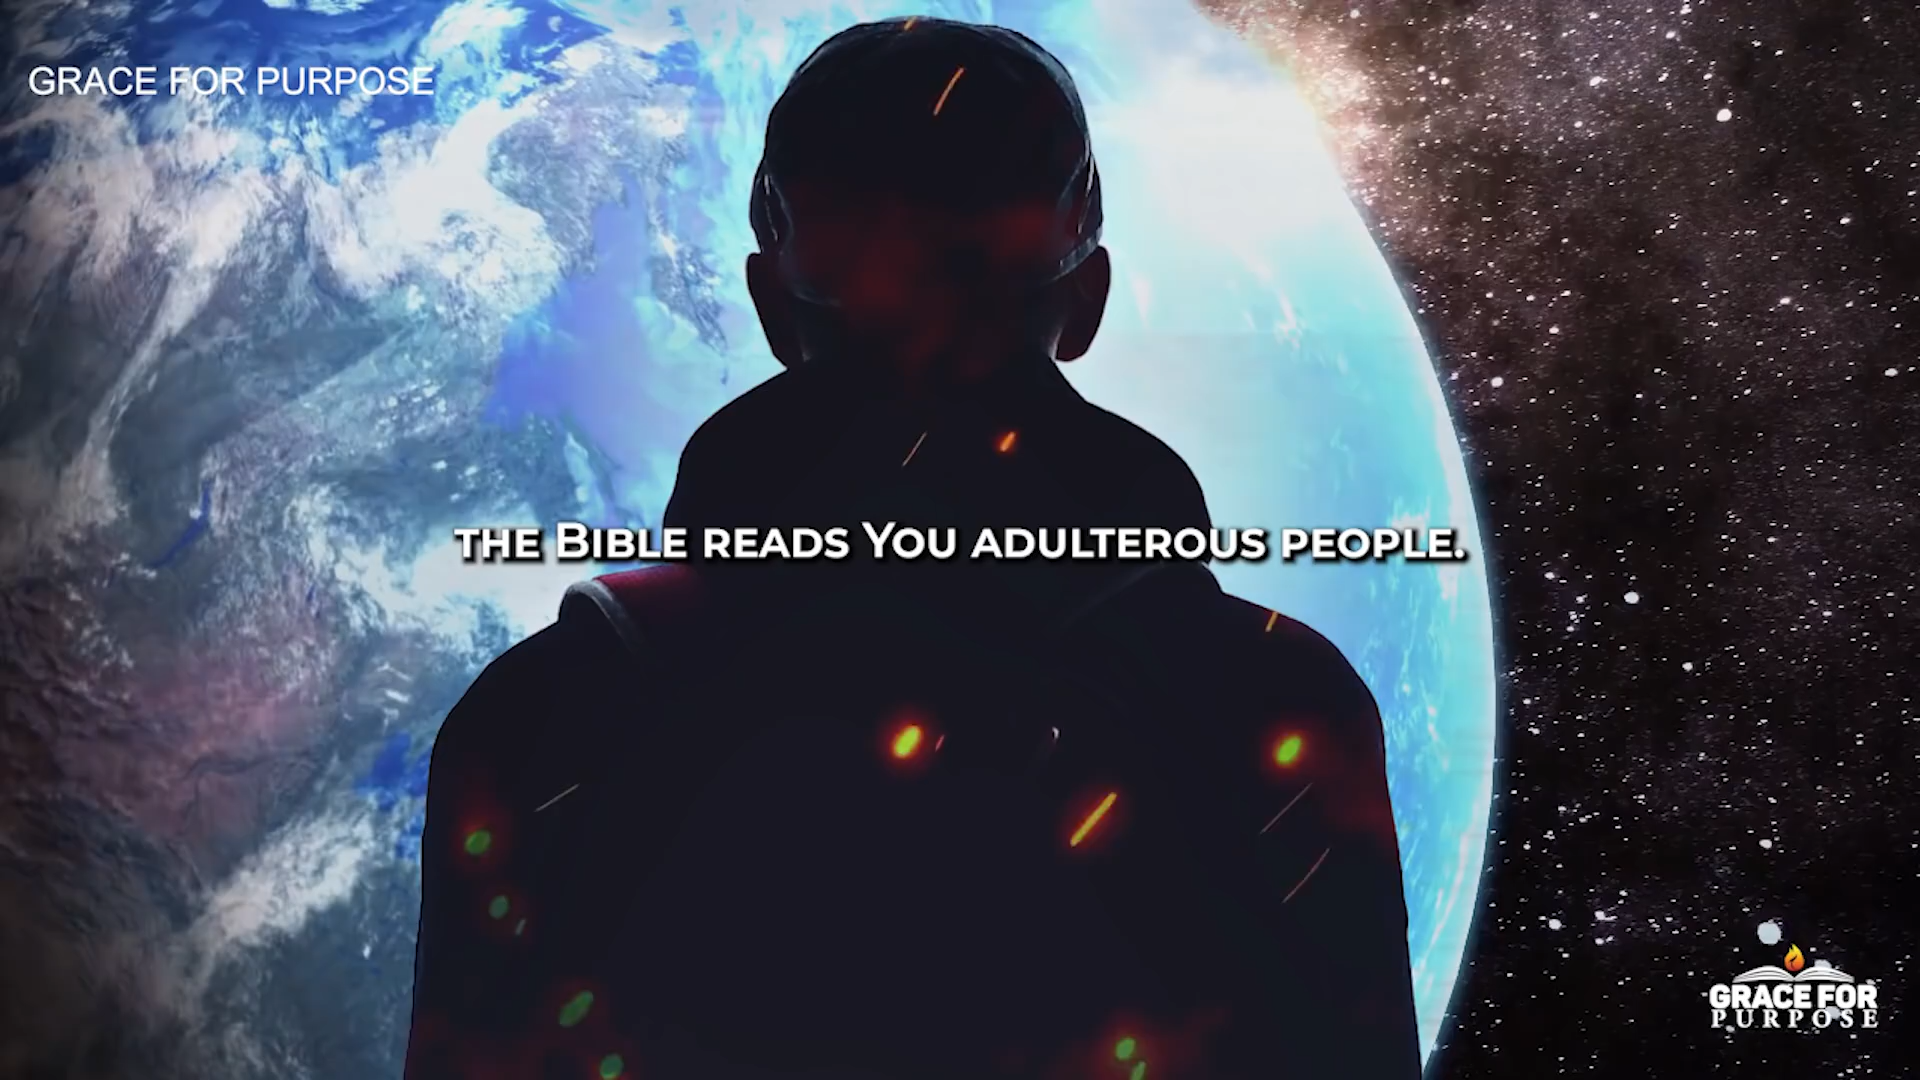 GRACE FOR PURPOSE
THE BIBLE READS YOU ADULTEROUS PEOPLE.
GRACE FOR
PURPOSE